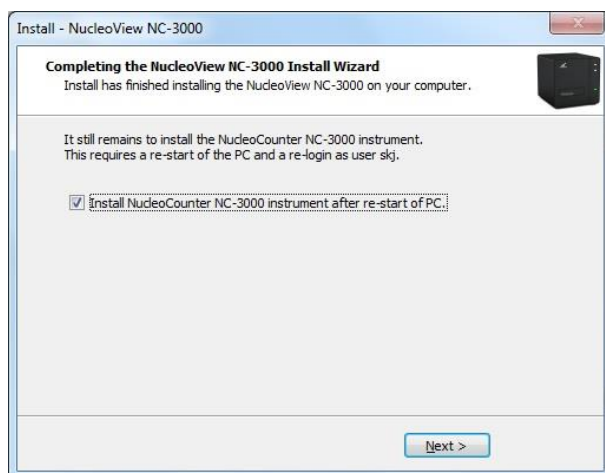 Install - NucleoView NC-3000
Completing the NucleoView NC-3000 Install Wizard
Install has finished installing the NucleoView NC-3000 on your computer.
It still remains to install the NucleoCounter NC-3000 instrument.
This requires a re-start of the PC and a re-login as user skj.
Install NucleoCounter NC-3000 instrument after re-start of PC.
Next >